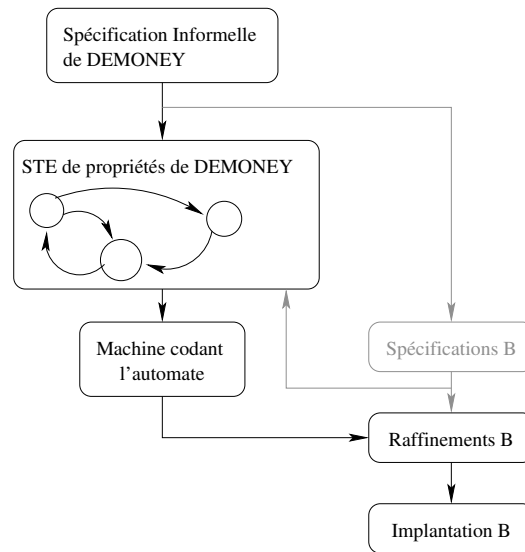 Spécification Informelle
de DEMONEY
STE de propriétés de DEMONEY
Machine codant
l'automate
Spécifications B
Raffinements B
Implantation B